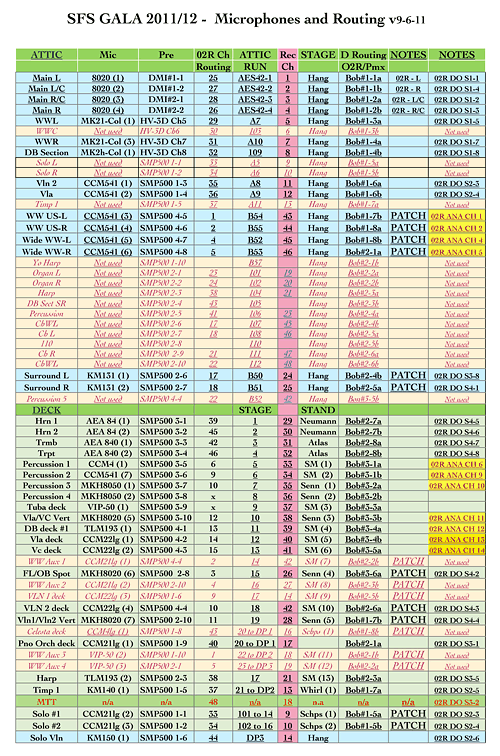 SFS GALA 2011/12 - Microphones and Routing v9-6-11
ATTIC Mic Pre 02R Ch Routing ATTIC RUN Rec Ch STAGE D Routing O2R/Pmx NOTES NOTES
Main L 8020 (1) DMI#1-1 25 AES42-1 1 Hang Bob#1-1a 02R - L 02R DO S1-1
Main L/C 8020 (2) DMI#1-2 27 AES42-2 2 Hang Bob#1-1b 02R - R 02R DO S1-2
Main R/C 8020 (3) DMI#2-1 28 AES42-3 3 Hang Bob#1-2a 02R - L/C 02R DO S1-3
Main R 8020 (4) DMI#2-2 26 AES42-4 4 Hang Bob#1-2b 02R - R/C 02R DO S1-4
WWL MK21-Col (1) HV-3D Ch5 29 A7 5 Hang Bob#1-3a 02R DO S1-5
WWC Not used HV-3D Ch6 30 103 6 Hang Bob#1-3b Not used
WWR MK21-Col (3) HV-3D Ch7 31 A10 7 Hang Bob#1-4a 02R DO S1-7
DB Section MK2h-Col (1) HV-3D Ch8 32 109 8 Hang Bob#1-4b 02R DO S1-8
Solo L Not used SMP500 1-1 33 A5 9 Hang Bob#1-5a Not used
Solo R Not used SMP500 1-2 34 A6 10 Hang Bob#1-5b Not used
Vln 2 CCM541 (1) SMP500 1-3 35 A8 11 Hang Bob#1-6a 02R DO S2-3
Vla CCM541 (2) SMP500 1-4 36 A9 12 Hang Bob#1-6b 02R DO S2-4
Timp 1 Not used SMP500 1-5 37 A11 13 Hang Bob#1-7a Not used
WW US-L CCM541 (3) SMP500 4-5 1 B54 43 Hang Bob#1-7b PATCH 02R ANA CH 1
WW US-R CCM541 (4) SMP500 4-6 2 B55 44 Hang Bob#1-8a PATCH 02R ANA CH 2
Wide WW-L CCM541 (5) SMP500 4-7 4 B52 45 Hang Bob#1-8b PATCH 02R ANA CH 4
Wide WW-R CCM541 (6) SMP500 4-8 5 B53 46 Hang Bob#2-1a PATCH 02R ANA CH 5
Yo Harp Not used SMP500 1-10 B57 Hang Bob#2-1b Not used
Organ L Not used SMP500 2-1 23 101 19 Hang Bob#2-2a Not used
Organ R Not used SMP500 2-2 24 102 20 Hang Bob#2-2b Not used
Harp Not used SMP500 2-3 38 104 21 Hang Bob#2-3a Not used
DB Sect SR Not used SMP500 2-4 43 105 Hang Bob#2-3b Not used
Percussion Not used SMP500 2-5 41 106 23 Hang Bob#2-4a Not used
CbWL Not used SMP500 2-6 17 107 45 Hang Bob#2-4b Not used
Cb L Not used SMP500 2-7 18 108 46 Hang Bob#2-5a Not used
110 Not used SMP500 2-8 110 Hang Bob#2-5b Not used
Cb R Not used SMP500 2-9 21 111 47 Hang Bob#2-6a Not used
CbWL Not used SMP500 2-10 22 112 48 Hang Bob#2-6b Not used
Surround L KM131 (1) SMP500 2-6 17 B50 24 Hang Bob#2-4b PATCH 02R DO S3-8
Surround R KM131 (2) SMP500 2-7 18 B51 25 Hang Bob#2-5a PATCH 02R DO S4-1
Percussion 5 Not used SMP500 4-4 22 B52 42 Hang PATCH Not used
DECK STAGE STAND
Hrn 1 AEA 84 (1) SMP500 3-1 39 1 29 Neumann Bob#2-7a 02R DO S4-5
Hrn 2 AEA 84 (2) SMP500 3-2 45 2 30 Neumann Bob#2-7b 02R DO S4-6
Trmb AEA 840 (1) SMP500 3-3 42 3 31 Atlas Bob#2-8a 02R DO S4-7
Trpt AEA 840 (2) SMP500 3-4 46 4 32 Atlas Bob#2-8b 02R DO S4-8
Percussion 1 CCM4 (1) SMP500 3-5 6 5 33 SM (1) Bob#3-1a 02R ANA CH 6
Percussion 2 CCM541 (7) SMP500 3-6 9 6 34 SM (2) Bob#3-1b 02R ANA CH 9
Percussion 3 MKH8050 (1) SMP500 3-7 10 7 35 Senn (1) Bob#3-2a 02R ANA CH 10
Percussion 4 MKH8050 (2) SMP500 3-8 x 8 36 Senn (2) Bob#3-2b
Tuba deck VIP-50 (1) SMP500 3-9 x 9 37 SM (3)
Vla/VC Vert MKH8020 (5) SMP500 3-10 12 10 38 Senn (3) Bob#3-3b 02R ANA CH 11
DB deck #1 TLM193 (1) SMP500 4-1 13 11 39 SM (4) Bob#3-4a 02R ANA CH 12
Vla deck CCM22lg (2) SMP500 4-2 14 12 40 SM (5) Bob#3-4b 02R ANA CH 13
Vc deck CCM22lg (1) SMP500 4-3 15 13 41 SM (6) Bob#3-5a 02R ANA CH 14
WW Aux 1 CCM21lg (1) SMP500 4-4 2 14 42 SM (7) Bob#2-2b PATCH Not used
FL/OB Spot MKH8020 (6) SMP500 2-8 3 15 26 Senn (4) Bob#3-6a PATCH 02R DO S4-2
WW Aux 2 CCM21lg (2) SMP500 2-10 4 16 27 SM (8) Bob#2-3b PATCH Not used
VLN 1 deck CCM22lg (3) SMP500 1-6 9 17 14 SM (9) Bob#2-5b PATCH Not used
VLN 2 deck CCM22lg (4) SMP500 4-4 10 18 42 SM (10) Bob#2-6a PATCH 02R DO S4-3
Vln1/Vln2 Vert MKH8020 (7) SMP500 2-10 11 19 28 Senn (5) Bob#2-6b PATCH 02R DO S4-4
Celesta deck CCM4lg (1) SMP500 1-8 43 20 to DP 1 16 Schps (1) Bob#1-8b PATCH Not used
Pno Orch deck CCM21lg (1) SMP500 1-9 40 20 to DP1 17 Bob#2-1a 02R DO S3-1
WW Aux 3 VIP-50 (2) SMP500 1-10 1 22 to DP 2 18 SM (11) Bob#2-1b PATCH Not used
WW Aux 4 VIP-50 (3) SMP500 2-1 5 23 to DP 3 19 SM (12) Bob#2-2a PATCH Not used
Harp TLM193 (2) SMP500 2-3 38 17 21 SM (13) Bob#2-3a 02R DO S3-5
Timp 1 KM140 (1) SMP500 1-5 37 21 to DP2 13 Whirl (1) Bob#1-7a 02R DO S2-5
MTT n/a n/a 48 n/a 18 n.a n/a n/a 02R DO S3-2
Solo #1 CCM21lg (2) SMP500 1-1 33 101 to 14 9 Schps (1) Bob#1-5a PATCH 02R DO S2-3
Solo #2 CCM21lg (3) SMP500 1-2 34 102 to 16 10 Schps (2) Bob#1-5b PATCH 02R DO S2-4
Solo Vln KM150 (1) SMP500 1-6 44 DP3 14 Hang 02R DO S2-6